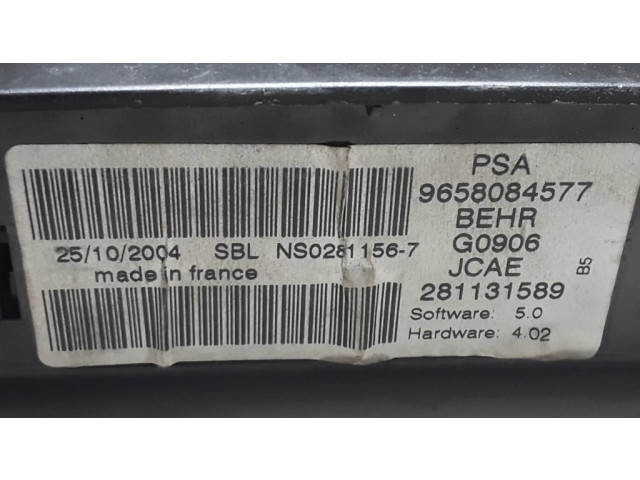 25/10/2004 SBL NS0281156-7
made in france
PSA
9658084577
BEHR
G0906
JCAE
281131589
Software: 5.0
Hardware: 4.02
B5